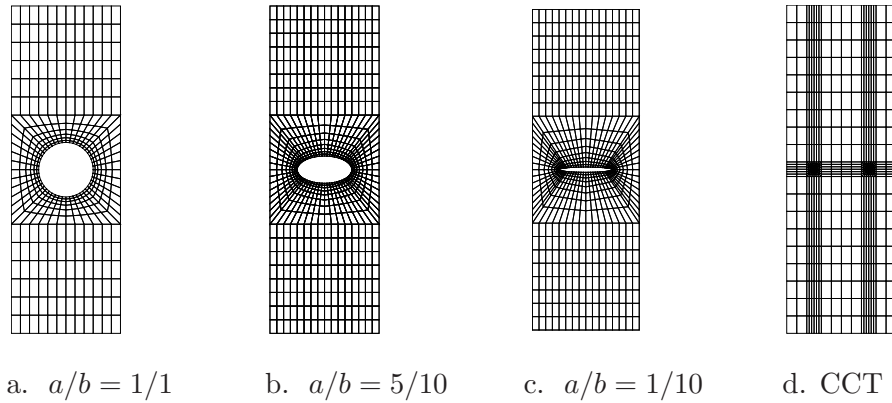 a. a/b = 1/1 b. a/b = 5/10 c. a/b = 1/10 d. CCT